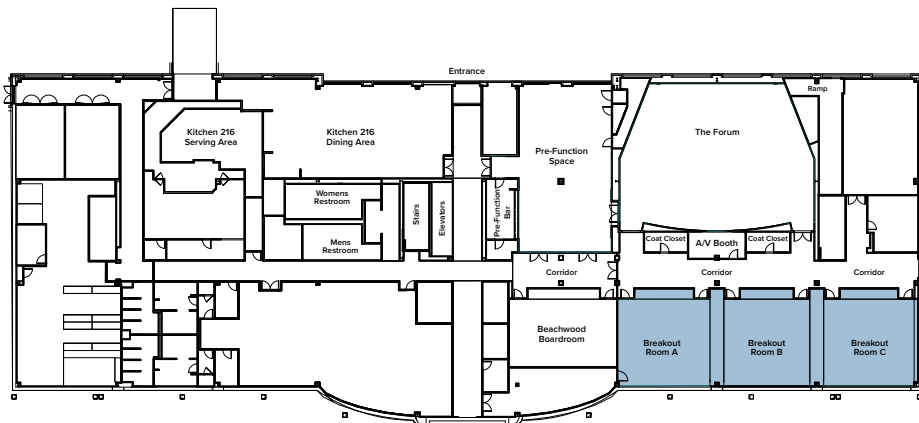 Entrance
Ramp
Kitchen 216
Serving Area
Kitchen 216
Dining Area
The Forum
Pre-Function
Space
Womens
Restroom
Mens
Restroom
Stairs
Elevators
Pre-Function
Bar
Coat Closet
A/V Booth
Coat Closet
Corridor
Corridor
Corridor
Beachwood
Boardroom
Breakout
Room A
Breakout
Room B
Breakout
Room C